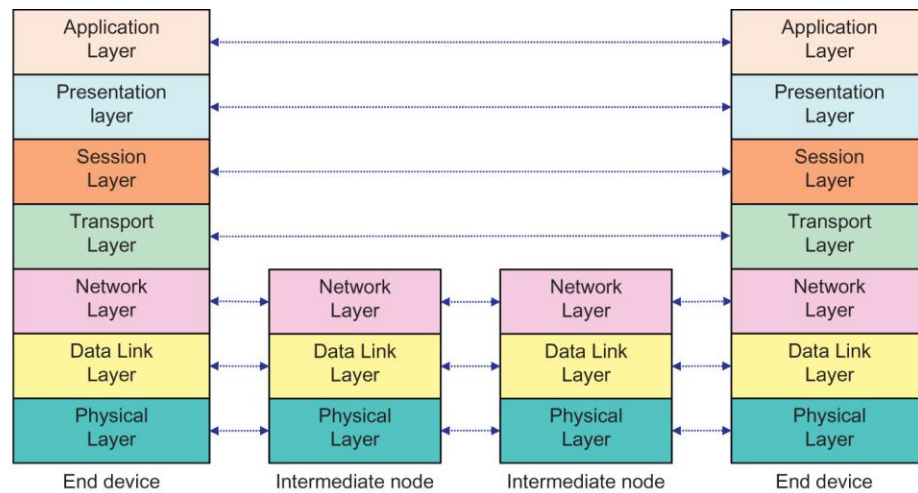 Application
Layer
Application
Layer
Presentation
layer
Presentation
Layer
Session
Layer
Session
Layer
Transport
Layer
Transport
Layer
Network
Layer
Network
Layer
Network
Layer
Network
Layer
Data Link
Layer
Data Link
Layer
Data Link
Layer
Data Link
Layer
Physical
Layer
Physical
Layer
Physical
Layer
Physical
Layer
End device
Intermediate node
Intermediate node
End device